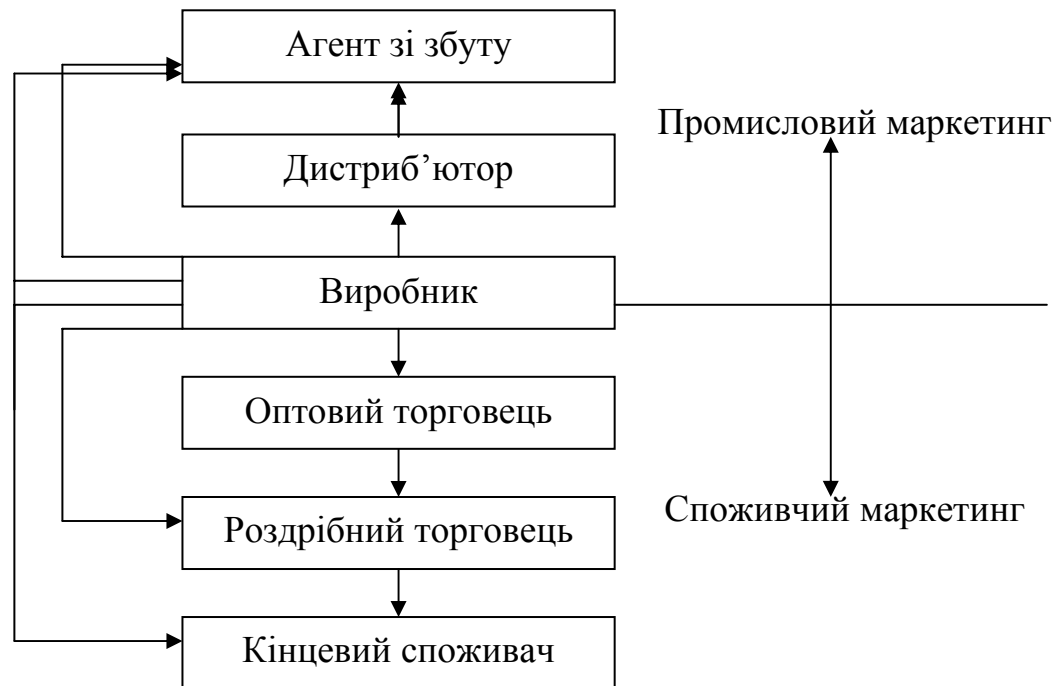 Агент зі збуту
Промисловий маркетинг
Дистриб’ютор
Виробник
Оптовий торговець
Споживчий маркетинг
Роздрібний торговець
Кінцевий споживач